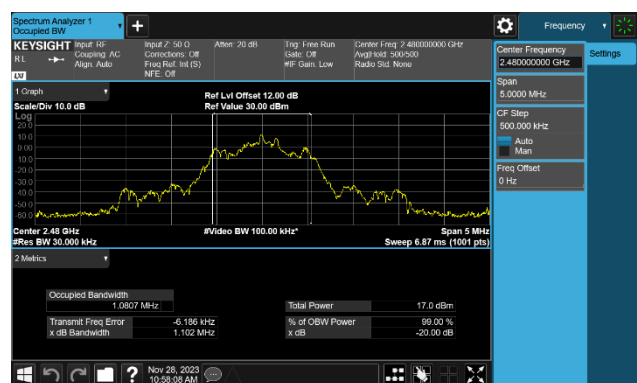 Spectrum Analyzer 1
Occupied BW
+
Frequency
KEYSIGHT Input: RF Input Z: 50 Ω Atten: 20 dB Trig: Free Run Center Freq: 2.480000000 GHz
RL Coupling: AC Corrections: Off Gate: Off Avg|Hold: 500/500
Align: Auto Freq Ref: Int (S) #IF Gain: Low Radio Std: None
LXI NFE: Off
Center Frequency
2.480000000 GHz
Settings
Span
5.0000 MHz
CF Step
500.000 kHz
Auto
Man
Freq Offset
0 Hz
1 Graph
Ref Lvl Offset 12.00 dB
Scale/Div 10.0 dB Ref Value 30.00 dBm
Log
20.0
10.0
0.00
-10.0
-20.0
-30.0
-40.0
-50.0
-60.0
Center 2.48 GHz #Video BW 100.00 kHz* Span 5 MHz
#Res BW 30.000 kHz Sweep 6.87 ms (1001 pts)
2 Metrics
Occupied Bandwidth
1.0807 MHz Total Power 17.0 dBm
Transmit Freq Error -6.186 kHz % of OBW Power 99.00 %
x dB Bandwidth 1.102 MHz x dB -20.00 dB
? Nov 28, 2023
10:58:08 AM